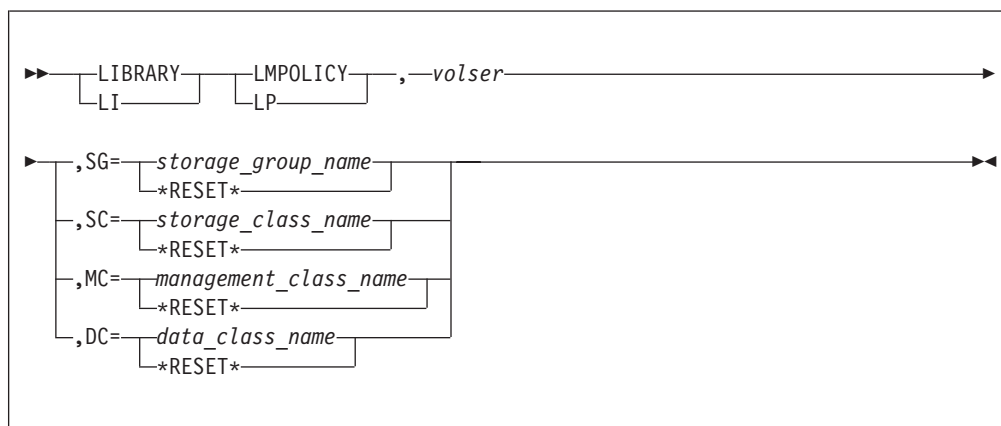 LIBRARY LMPOLICY , volser
LI LP
,SG= storage_group_name
*RESET*
,SC= storage_class_name
*RESET*
,MC= management_class_name
*RESET*
,DC= data_class_name
*RESET*